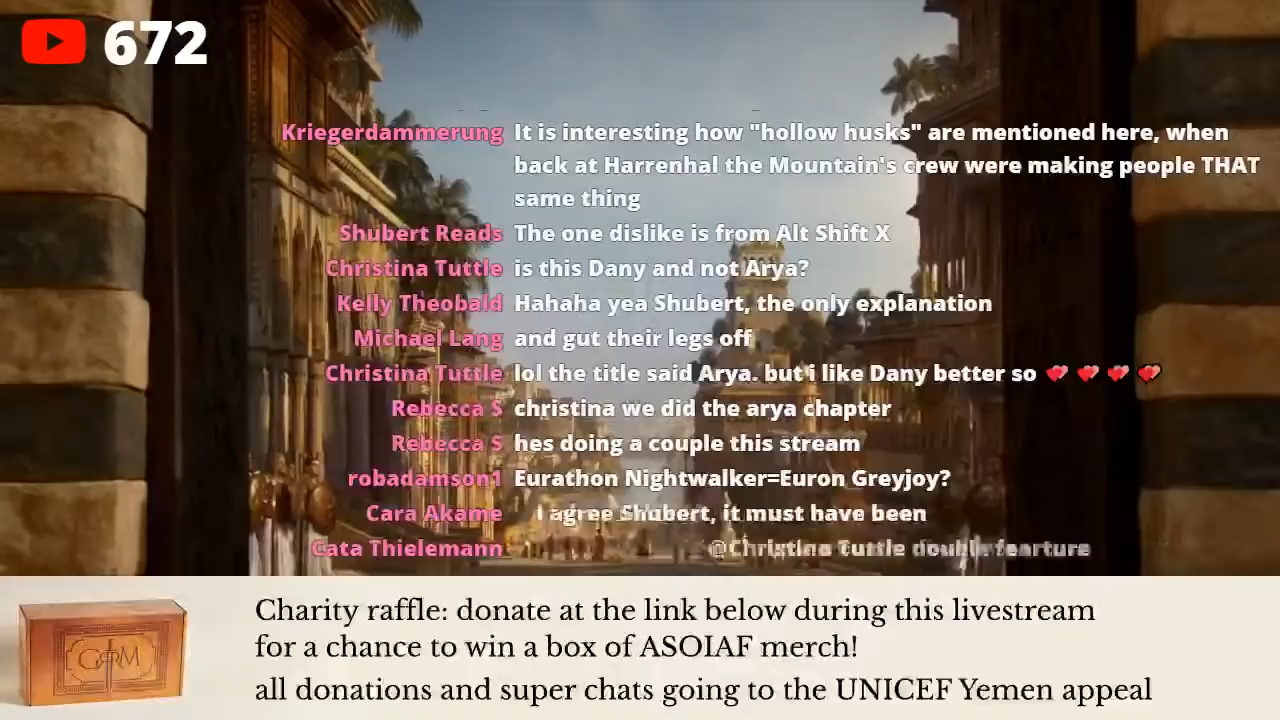 672
Kriegerdammerung It is interesting how "hollow husks" are mentioned here, when
back at Harrenhal the Mountain's crew were making people THAT
same thing
Shubert Reads The one dislike is from Alt Shift X
Christina Tuttle is this Dany and not Arya?
Kelly Theobald Hahaha yea Shubert, the only explanation
Michael Lang and gut their legs off
Christina Tuttle lol the title said Arya. but i like Dany better so 💕 💕 💕 💕
Rebecca S christina we did the arya chapter
Rebecca S hes doing a couple this stream
robadamson1 Eurathon Nightwalker=Euron Greyjoy?
Cara Akame I agree Shubert, it must have been
Cata Thielemann @Christina Tuttle double fearture
GRRM
Charity raffle: donate at the link below during this livestream
for a chance to win a box of ASOIAF merch!
all donations and super chats going to the UNICEF Yemen appeal